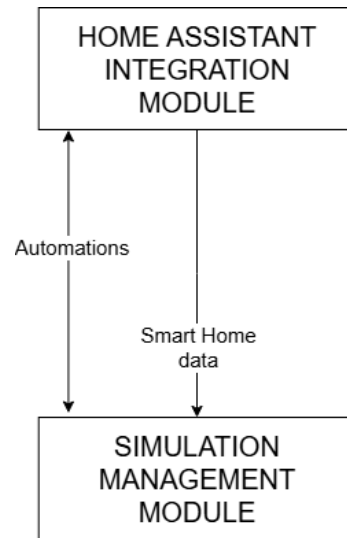 HOME ASSISTANT
INTEGRATION
MODULE
Automations
Smart Home
data
SIMULATION
MANAGEMENT
MODULE